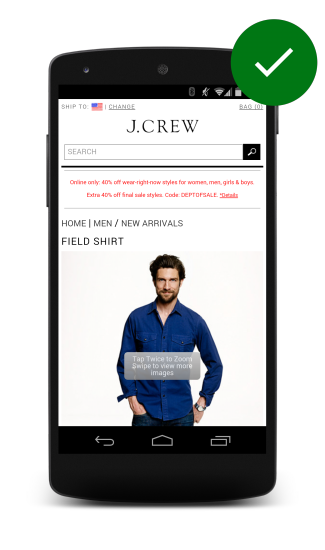 SHIP TO: | CHANGE BAG (0)
J.CREW
SEARCH
Online only: 40% off wear-right-now styles for women, men, girls & boys
Extra 40% off final sale styles. Code: DEPTOFSALE. *Details
HOME | MEN / NEW ARRIVALS
FIELD SHIRT
Tap Twice to Zoom
Swipe to view more
images